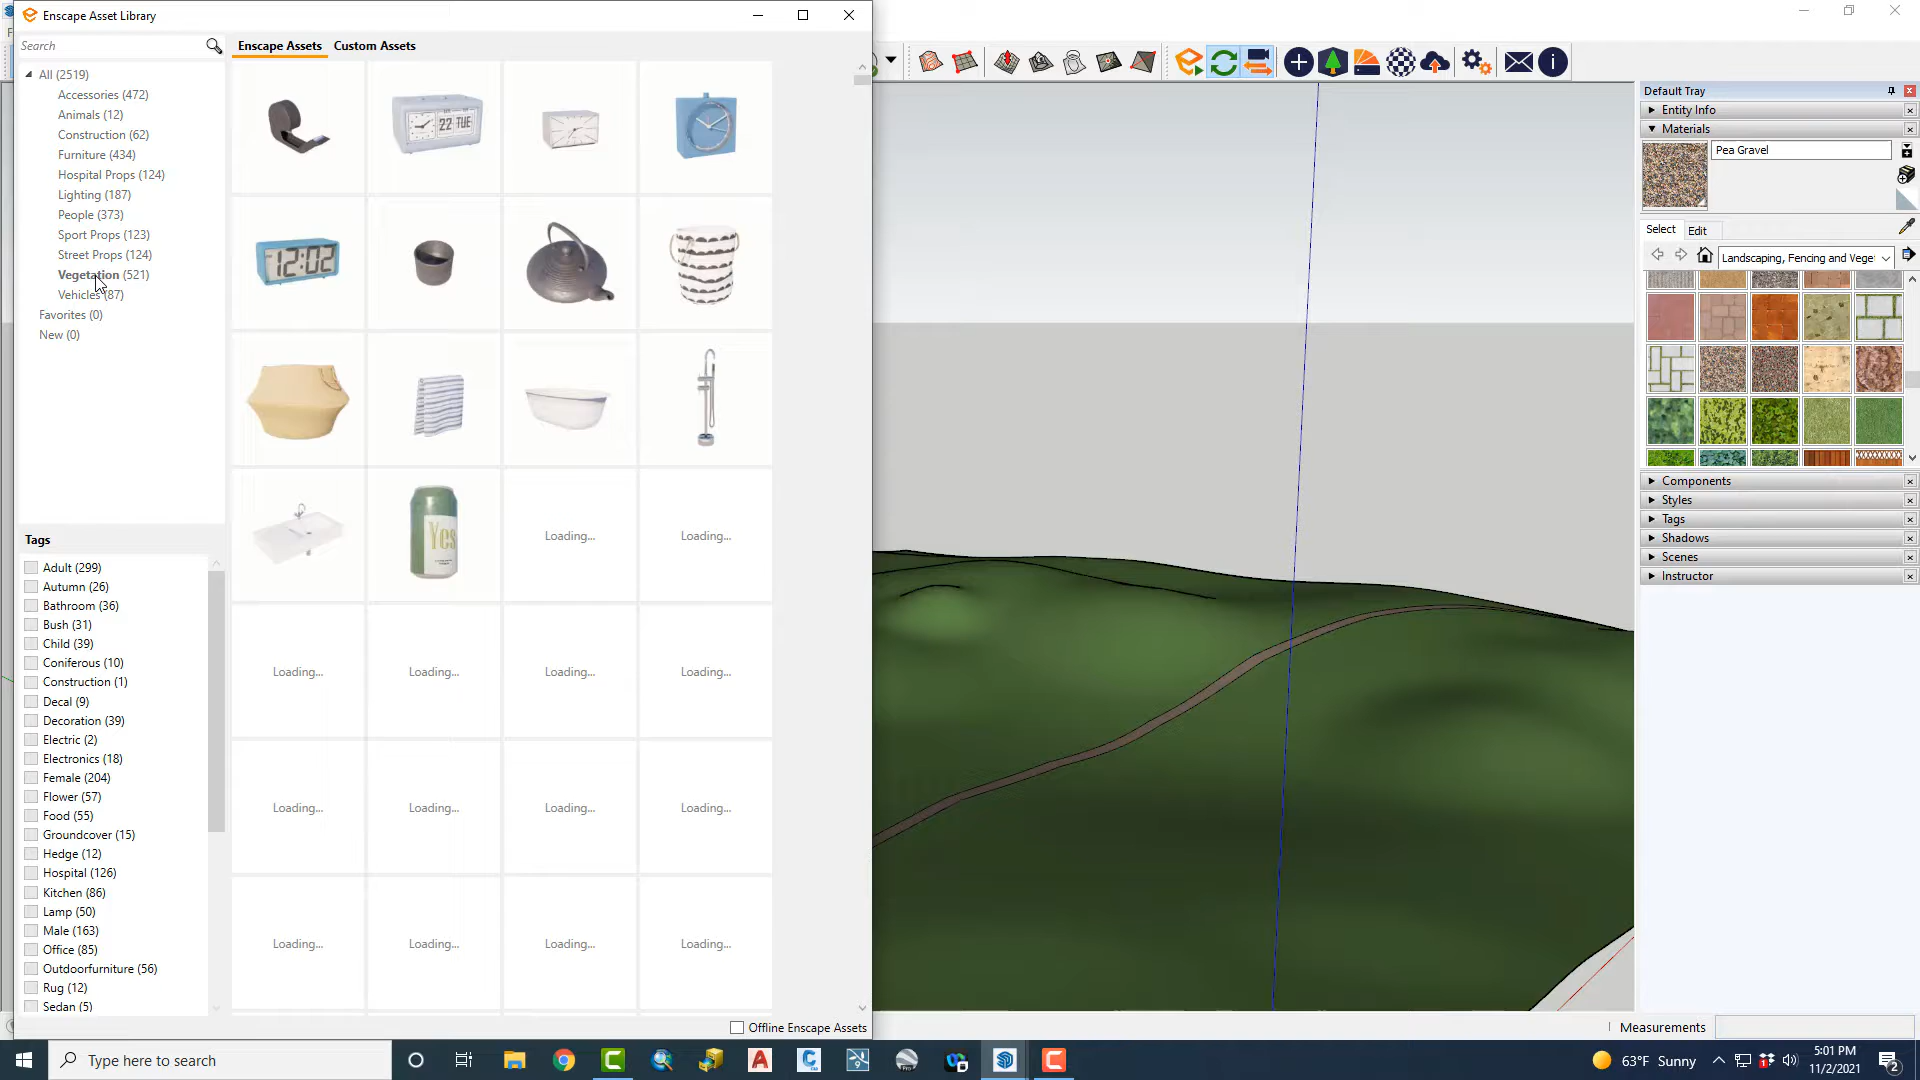 Enscape Asset Library
Search
Enscape Assets Custom Assets
All (2519)
Accessories (472)
Animals (12)
Construction (62)
Furniture (434)
Hospital Props (124)
Lighting (187)
People (373)
Sport Props (123)
Street Props (124)
Vegetation (521)
Vehicles (87)
Favorites (0)
New (0)
22 TUE
12:02
Yes
Loading... Loading...
Loading... Loading... Loading... Loading...
Loading... Loading... Loading... Loading...
Loading... Loading... Loading... Loading...
Tags
Adult (299)
Autumn (26)
Bathroom (36)
Bush (31)
Child (39)
Coniferous (10)
Construction (1)
Decal (9)
Decoration (39)
Electric (2)
Electronics (18)
Female (204)
Flower (57)
Food (55)
Groundcover (15)
Hedge (12)
Hospital (126)
Kitchen (86)
Lamp (50)
Male (163)
Office (85)
Outdoorfurniture (56)
Rug (12)
Sedan (5)
Offline Enscape Assets
Default Tray
Entity Info
Materials
Pea Gravel
Select Edit
Landscaping, Fencing and Vege
Components
Styles
Tags
Shadows
Scenes
Instructor
Measurements
Type here to search
63°F Sunny
5:01 PM
11/2/2021
2